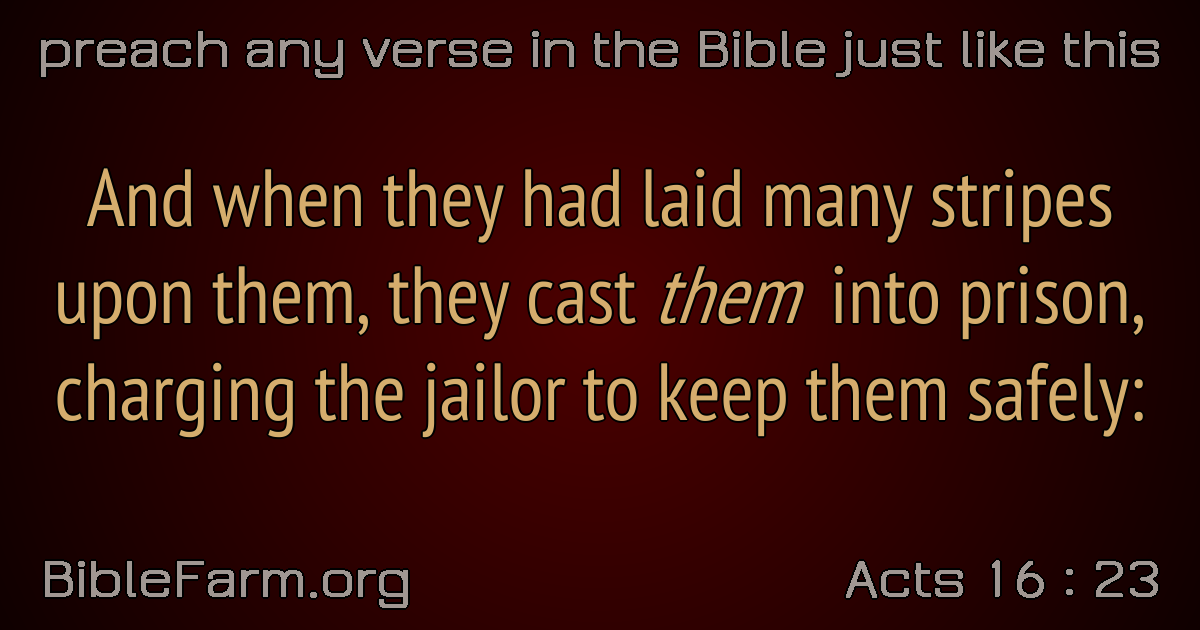 preach any verse in the Bible just like this
And when they had laid many stripes
upon them, they cast them into prison,
charging the jailor to keep them safely:
BibleFarm.org
Acts 16 : 23